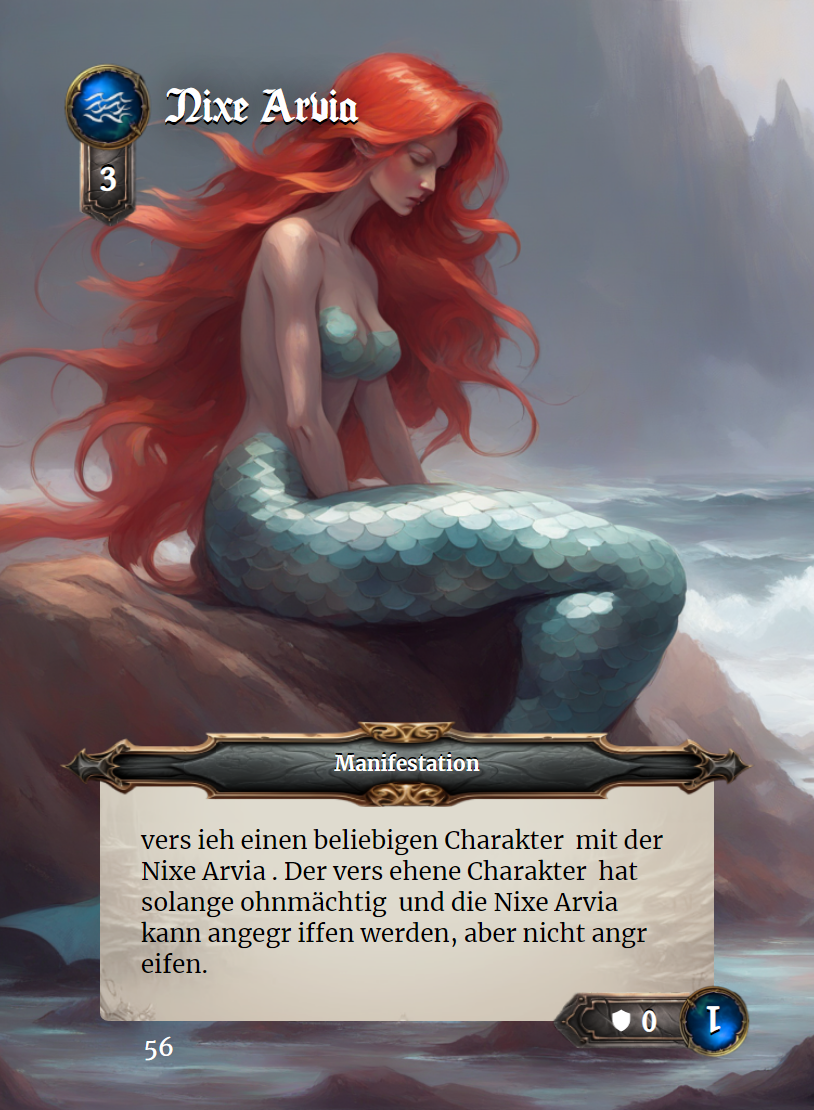 Nixe Arvia
3
Manifestation
vers ieh einen beliebigen Charakter mit der
Nixe Arvia . Der vers ehene Charakter hat
solange ohnmächtig und die Nixe Arvia
kann angegr iffen werden, aber nicht angr
eifen.
0 1
56